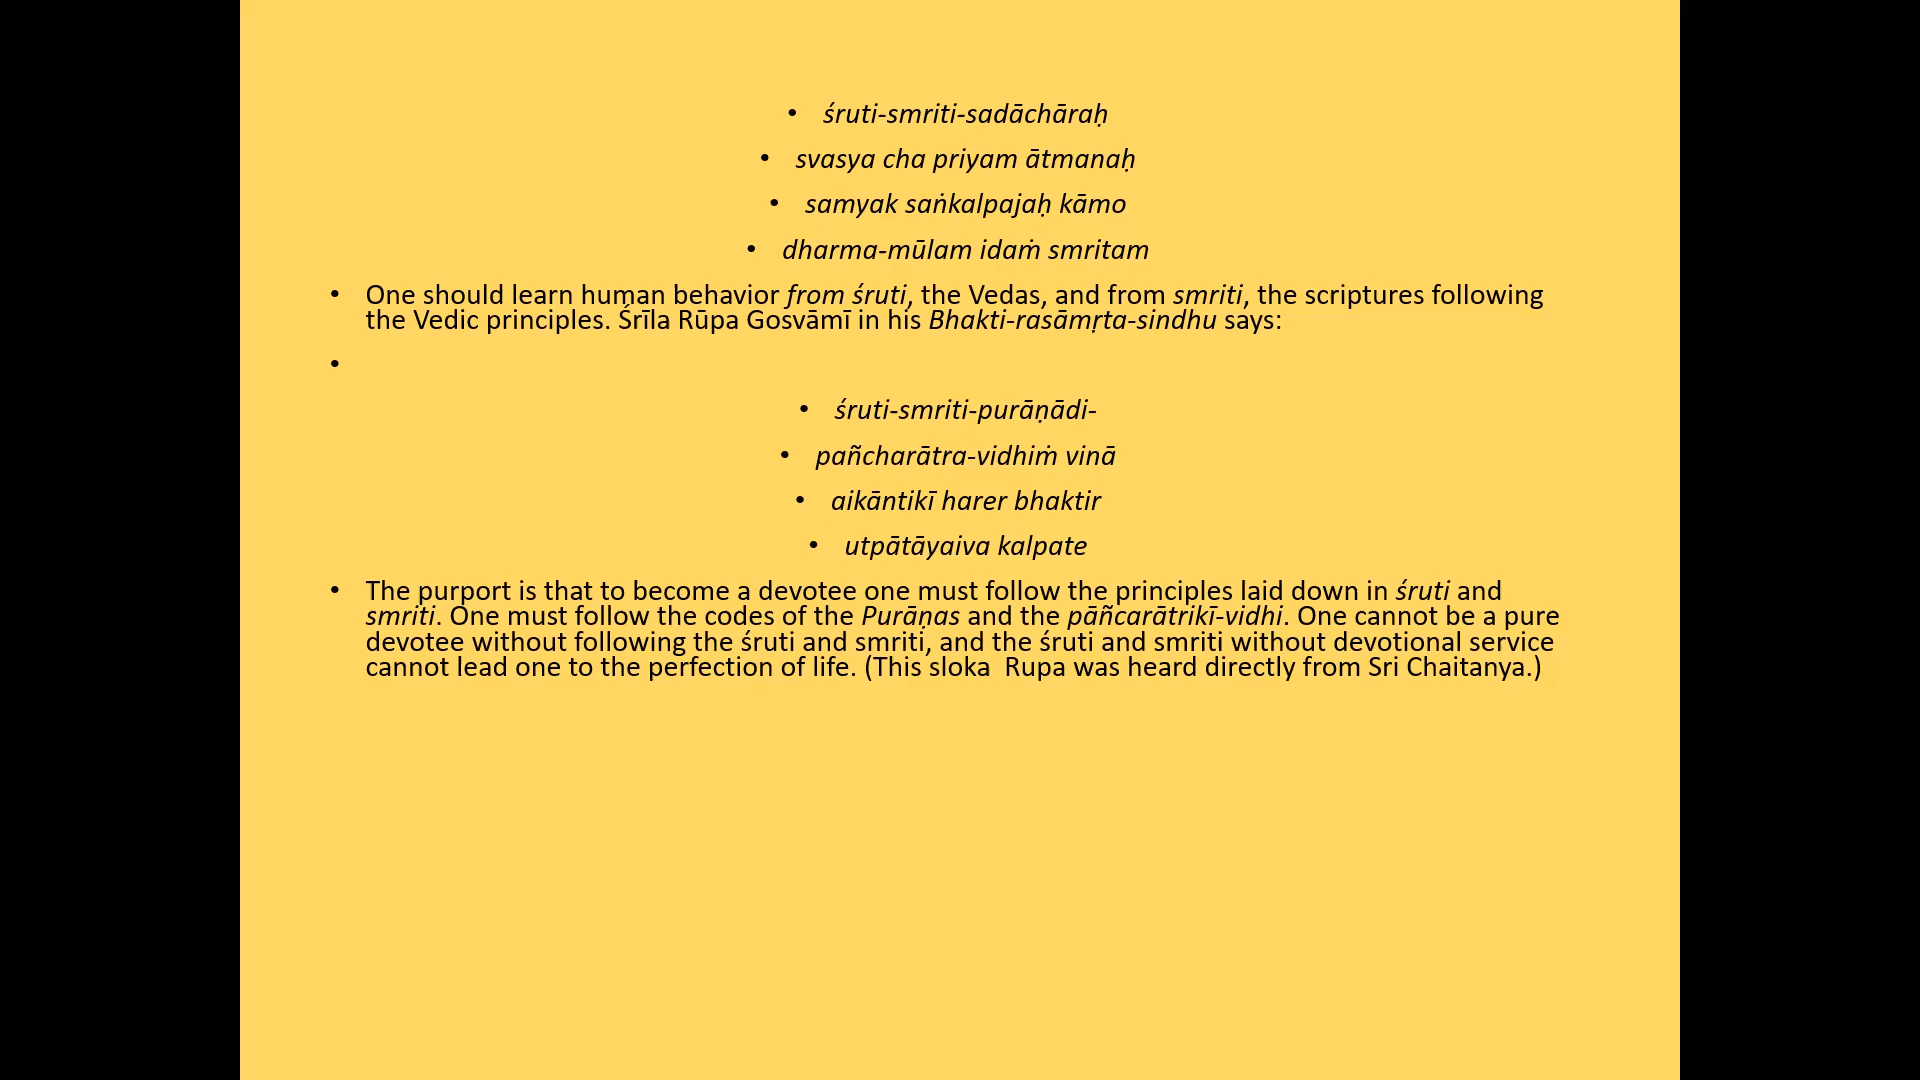 • śruti-smriti-sadāchāraḥ
• svasya cha priyam ātmanaḥ
• samyak saṅkalpajaḥ kāmo
• dharma-mūlam idaṁ smritam
• One should learn human behavior from śruti, the Vedas, and from smriti, the scriptures following
the Vedic principles. Śrīla Rūpa Gosvāmī in his Bhakti-rasāmṛta-sindhu says:
•
• śruti-smriti-purāṇādi-
• pañcharātra-vidhiṁ vinā
• aikāntikī harer bhaktir
• utpātāyaiva kalpate
• The purport is that to become a devotee one must follow the principles laid down in śruti and
smriti. One must follow the codes of the Purāṇas and the pāñcarātrikī-vidhi. One cannot be a pure
devotee without following the śruti and smriti, and the śruti and smriti without devotional service
cannot lead one to the perfection of life. (This sloka  Rupa was heard directly from Sri Chaitanya.)